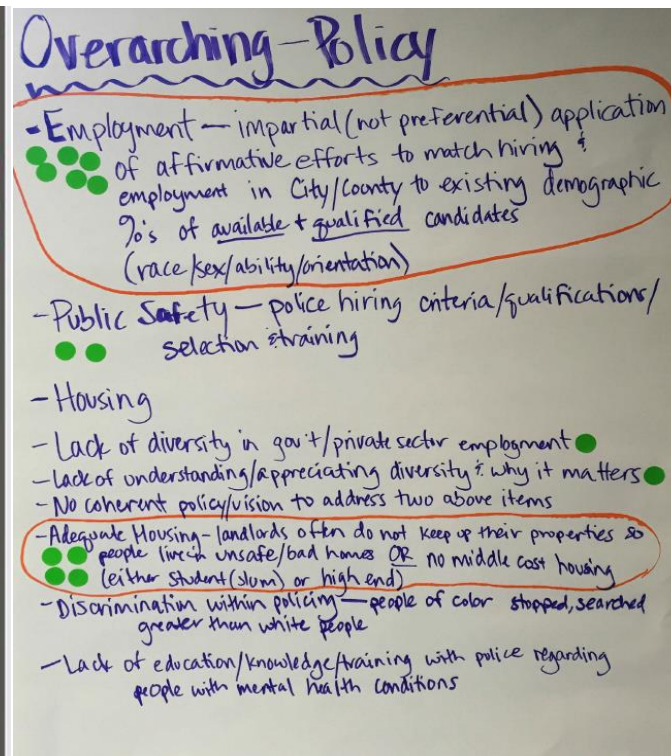 Overarching-Policy
- Employment - impartial (not preferential) application
of affirmative efforts to match hiring &
employment in City/County to existing demographic
%'s of available + qualified candidates
(race/sex/ability/orientation)
- Public Safety - police hiring criteria/qualifications/
selection & training
- Housing
- Lack of diversity in gov't/private sector employment
- Lack of understanding/appreciating diversity & why it matters
- No coherent policy/vision to address two above items
- Adequate Housing - landlords often do not keep up their properties so
people live in unsafe/bad homes OR no middle cost housing
(either student (slum) or high end)
- Discrimination within policing - people of color stopped, searched
greater than white people
- Lack of education/knowledge/training with police regarding
people with mental health conditions